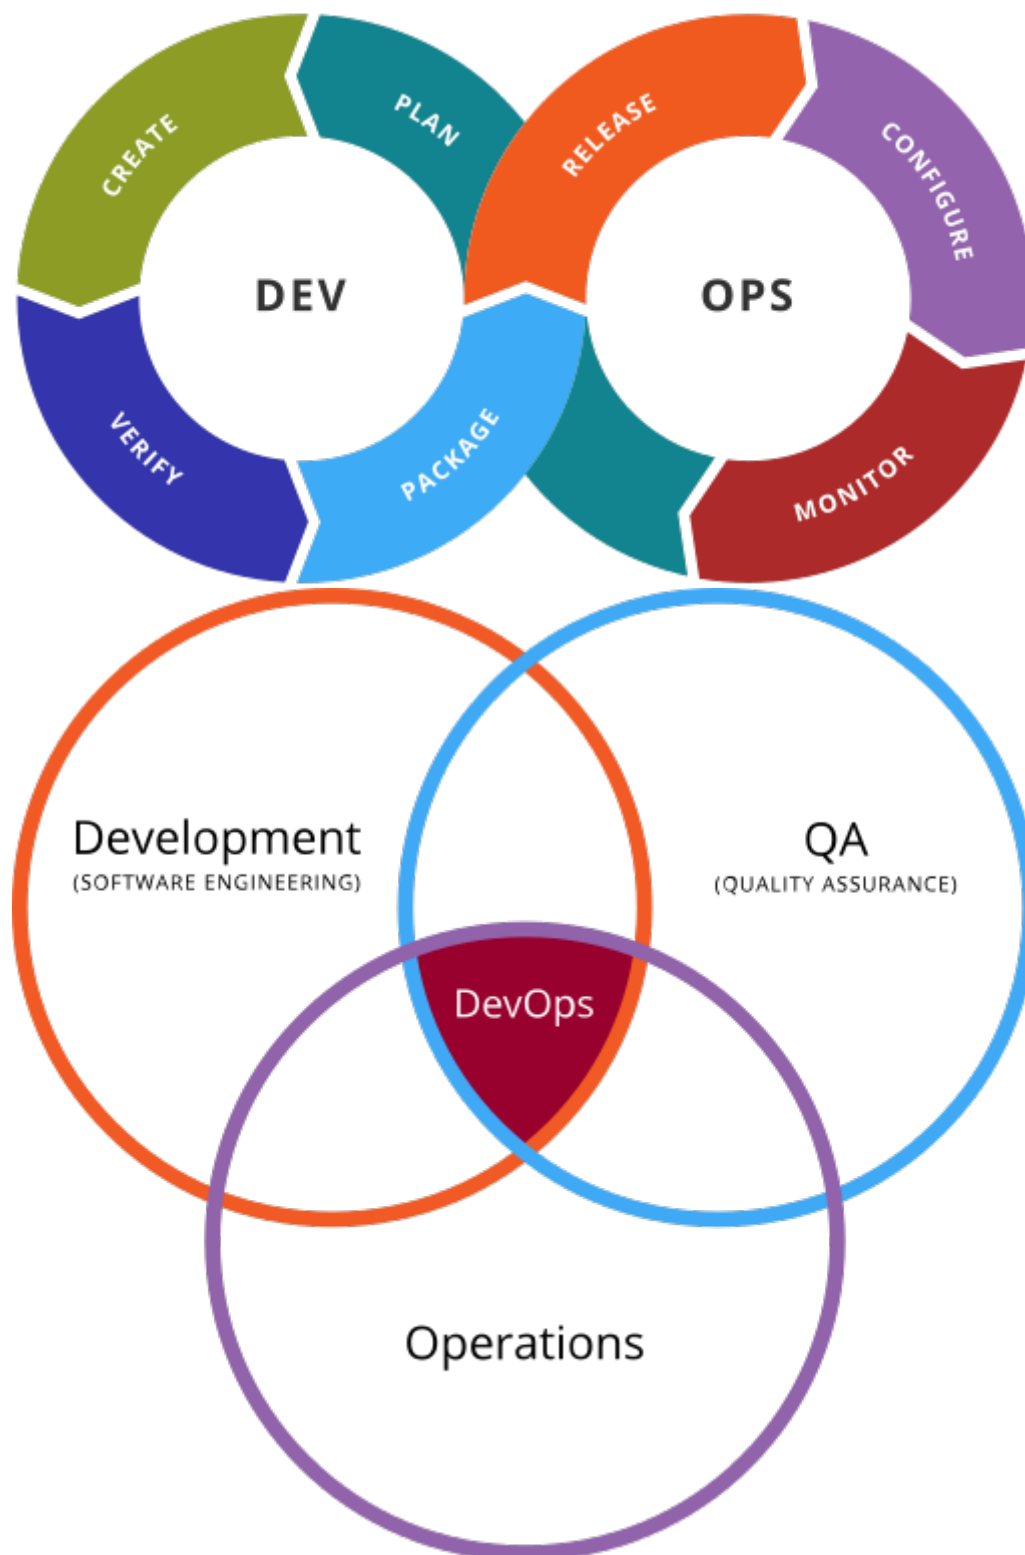 CREATE
PLAN
RELEASE
CONFIGURE
DEV
OPS
VERIFY
PACKAGE
MONITOR
Development
(SOFTWARE ENGINEERING)
QA
(QUALITY ASSURANCE)
DevOps
Operations